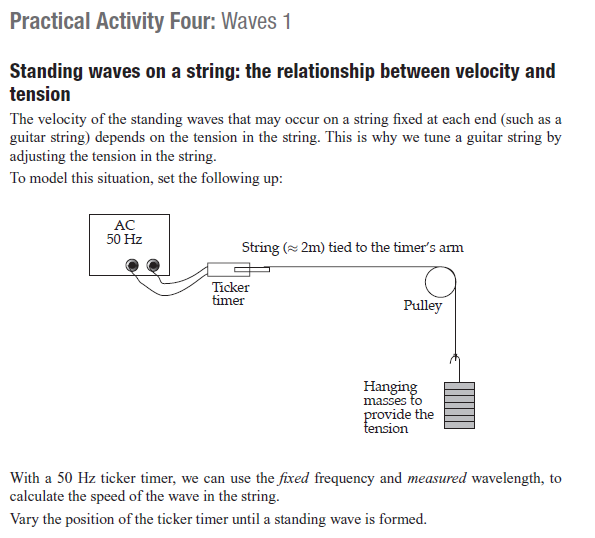 Practical Activity Four: Waves 1
Standing waves on a string: the relationship between velocity and
tension
The velocity of the standing waves that may occur on a string fixed at each end (such as a
guitar string) depends on the tension in the string. This is why we tune a guitar string by
adjusting the tension in the string.
To model this situation, set the following up:
AC
50 Hz
String (≈ 2m) tied to the timer's arm
Ticker
timer
Pulley
Hanging
masses to
provide the
tension
With a 50 Hz ticker timer, we can use the fixed frequency and measured wavelength, to
calculate the speed of the wave in the string.
Vary the position of the ticker timer until a standing wave is formed.